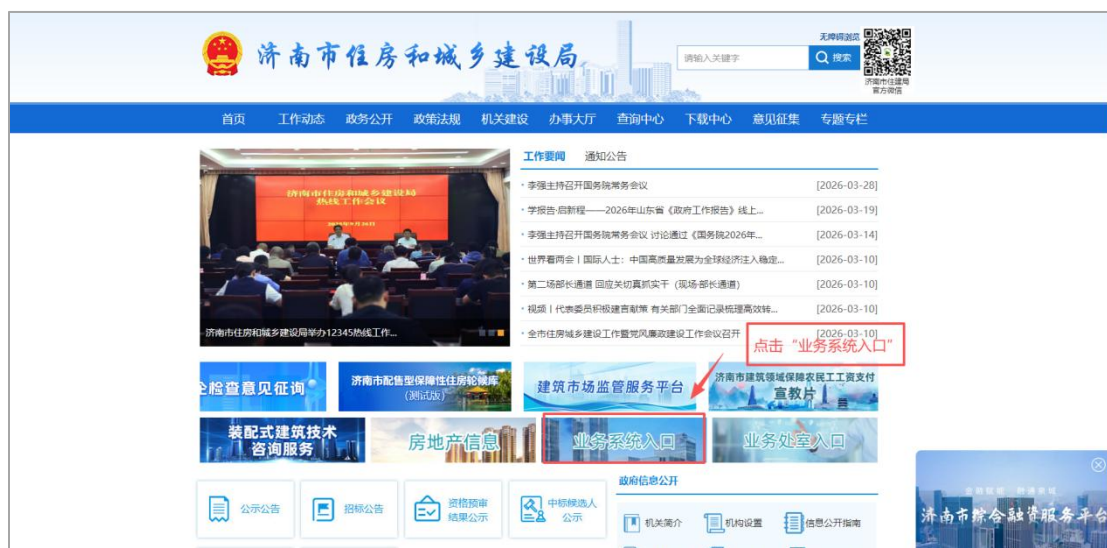 济南市住房和城乡建设局
无障碍浏览
请输入关键字
搜索
济南市住建局
官方微信
首页 工作动态 政务公开 政策法规 机关建设 办事大厅 查询中心 下载中心 意见征集 专题专栏
济南市住房和城乡建设局
热线工作会议
济南市住房和城乡建设局举办12345热线工作...
工作要闻 通知公告
李强主持召开国务院常务会议 [2026-03-28]
学报告·启新程——2026年山东省《政府工作报告》线上... [2026-03-19]
李强主持召开国务院常务会议 讨论通过《国务院2026年... [2026-03-14]
世界看两会丨国际人士：中国高质量发展为全球经济注入稳定... [2026-03-10]
第二场部长通道 回应关切真抓实干（现场·部长通道） [2026-03-10]
视频丨代表委员积极建言献策 有关部门全面记录梳理高效转... [2026-03-10]
全市住房城乡建设工作暨党风廉政建设工作会议召开 [2026-03-10]
点击“业务系统入口”
检查意见征询
济南市配售型保障性住房轮候库
(测试版)
建筑市场监管服务平台
济南市建筑领域保障农民工工资支付
宣教片
装配式建筑技术
咨询服务
房地产信息
业务系统入口
业务处室入口
公示公告
招标公告
资格预审
结果公示
中标候选人
公示
政府信息公开
机关简介
机构设置
信息公开指南
济南市综合融资服务平台